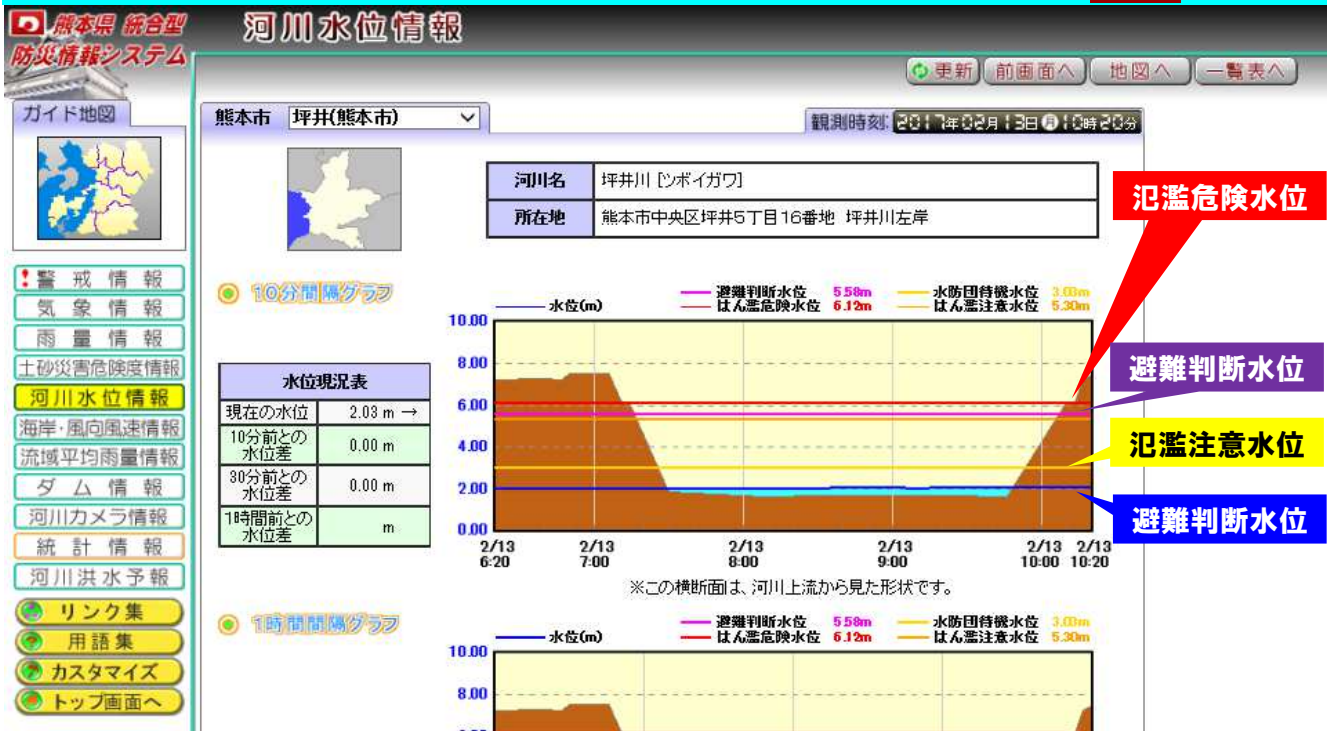 熊本県 統合型
防災情報システム
河川水位情報
更新 前画面へ 地図へ 一覧表へ
ガイド地図
熊本市 坪井(熊本市)
観測時刻: 2017年02月13日 月 10時20分
河川名 坪井川 [ツボイガワ]
所在地 熊本市中央区坪井5丁目16番地 坪井川左岸
氾濫危険水位
避難判断水位
氾濫注意水位
避難判断水位
警戒情報
気象情報
雨量情報
土砂災害危険度情報
河川水位情報
海岸・風向風速情報
流域平均雨量情報
ダム情報
河川カメラ情報
統計情報
河川洪水予報
リンク集
用語集
カスタマイズ
トップ画面へ
10分間隔グラフ
水位(m)
避難判断水位 5.58m
水防団待機水位 3.00m
はん濫危険水位 6.12m
はん濫注意水位 5.30m
10.00
8.00
6.00
4.00
2.00
0.00
2/13 2/13 2/13 2/13 2/13 2/13
6:20 7:00 8:00 9:00 10:00 10:20
※この横断面は、河川上流から見た形状です。
水位現況表
現在の水位 2.03 m →
10分前との
水位差 0.00 m
30分前との
水位差 0.00 m
1時間前との
水位差 m
1時間間隔グラフ
水位(m)
避難判断水位 5.58m
水防団待機水位 3.00m
はん濫危険水位 6.12m
はん濫注意水位 5.30m
10.00
8.00